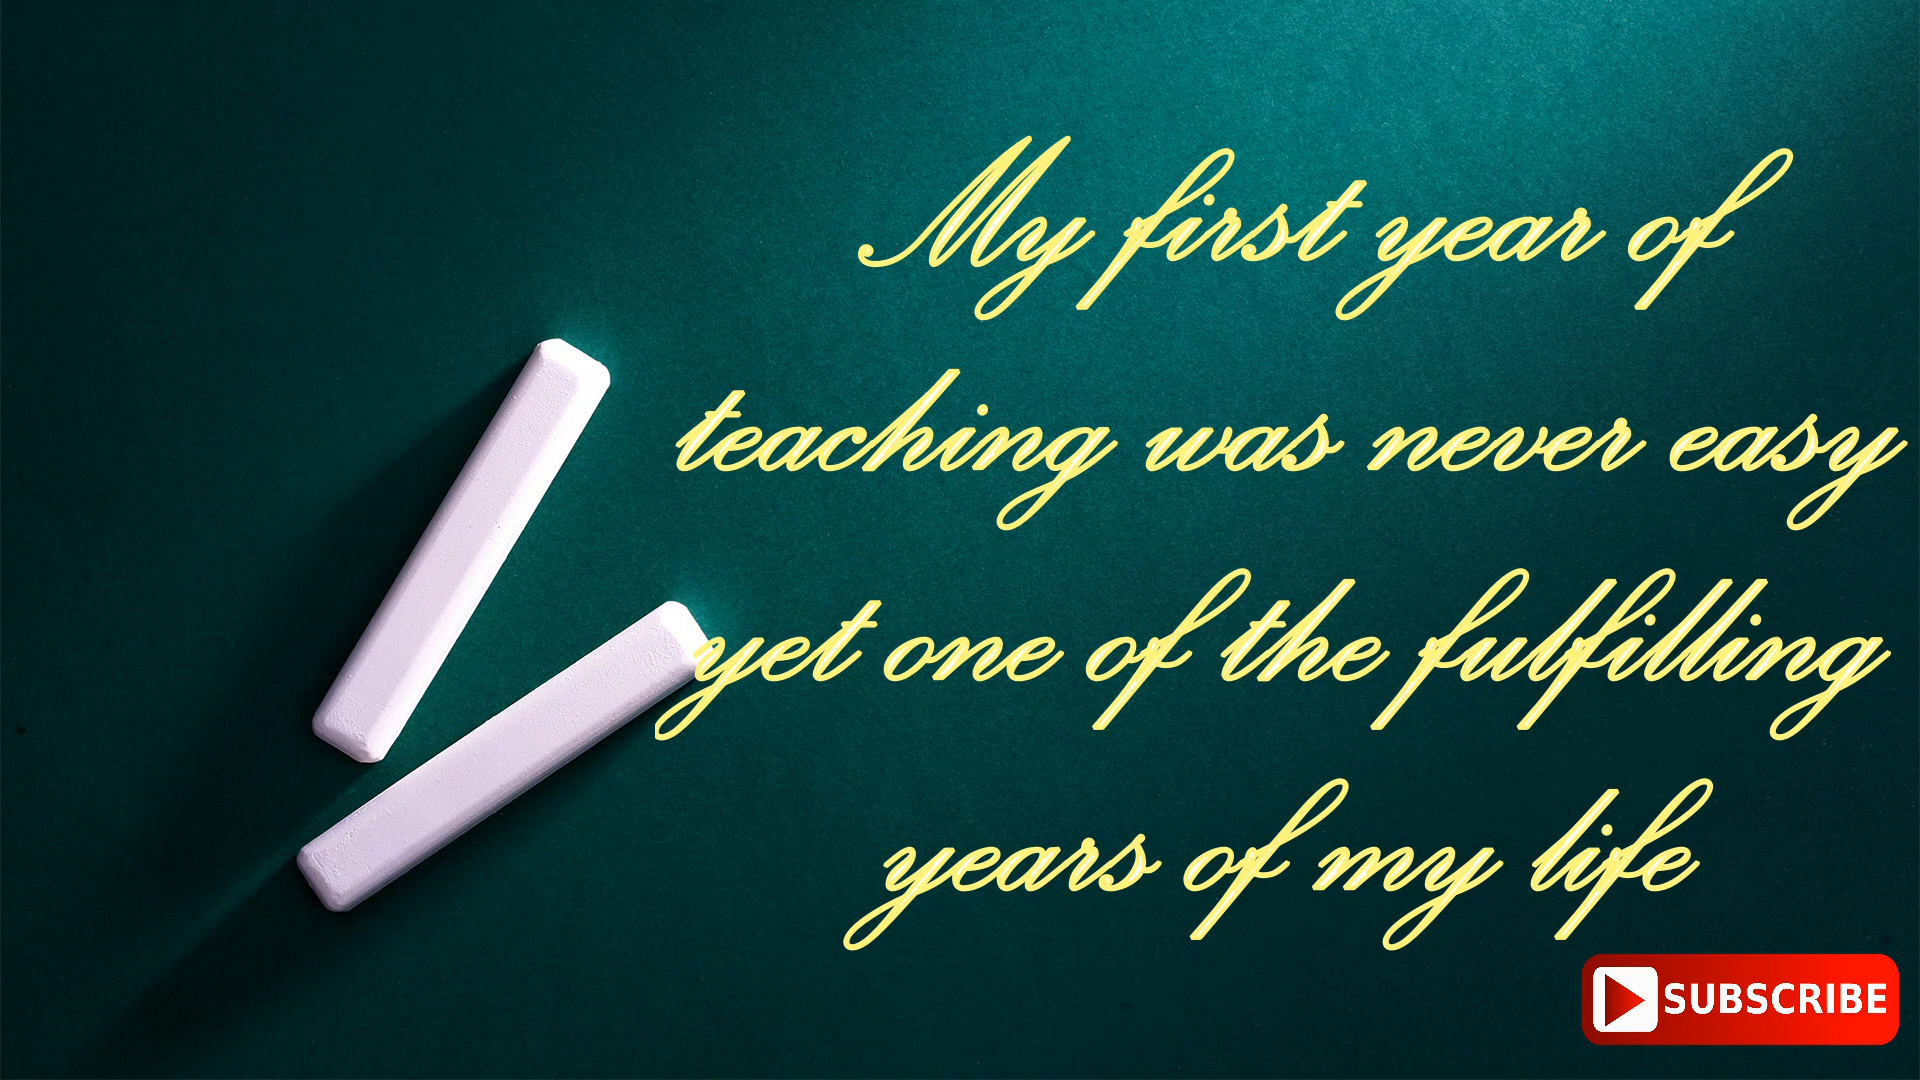 My first year of
teaching was never easy
yet one of the fulfilling
years of my life
SUBSCRIBE